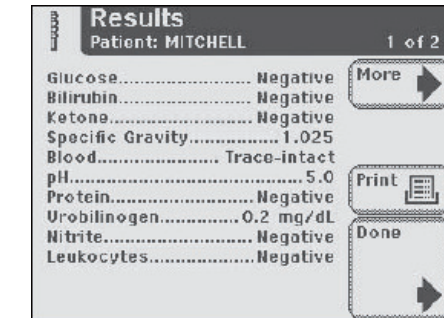 Results
Patient: MITCHELL 1 of 2
Glucose........................ Negative
Bilirubin........................ Negative
Ketone.......................... Negative
Specific Gravity................1.025
Blood...................... Trace-intact
pH...............................................5.0
Protein.......................... Negative
Urobilinogen...............0.2 mg/dL
Nitrite........................... Negative
Leukocytes................... Negative
More
Print
Done